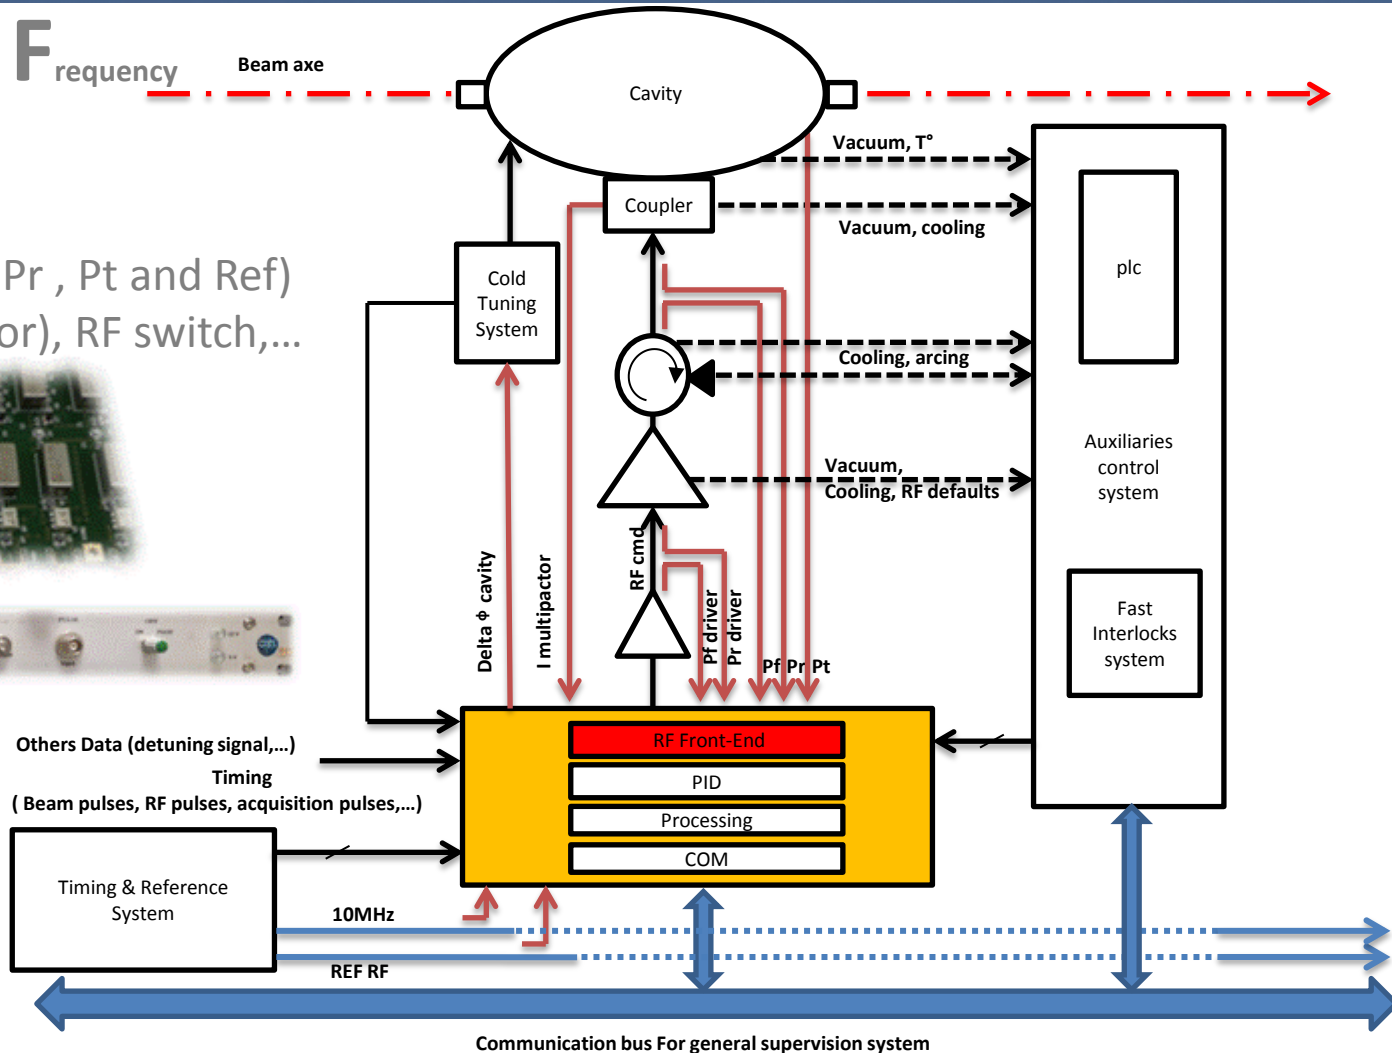 Frequency
Beam axe
Cavity
Vacuum, T°
Coupler
Vacuum, cooling
plc
Pr , Pt and Ref)
or), RF switch,...
Cold
Tuning
System
Cooling, arcing
Auxiliaries
control
system
Vacuum,
Cooling, RF defaults
RF cmd
Delta Φ cavity
I multipactor
Pf driver
Pr driver
Pf Pr Pt
Fast
Interlocks
system
Others Data (detuning signal,...)
Timing
( Beam pulses, RF pulses, acquisition pulses,...)
RF Front-End
PID
Processing
COM
Timing & Reference
System
10MHz
REF RF
Communication bus For general supervision system